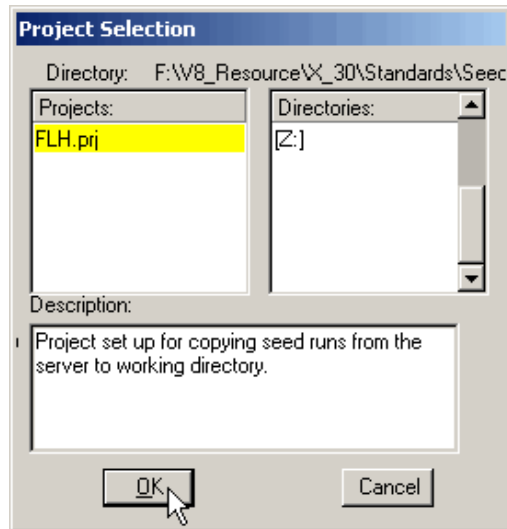 Project Selection
Directory: F:\V8_Resource\X_30\Standards\Seec
Projects: Directories:
FLH.prj [Z:]
Description:
Project set up for copying seed runs from the
server to working directory.
OK Cancel